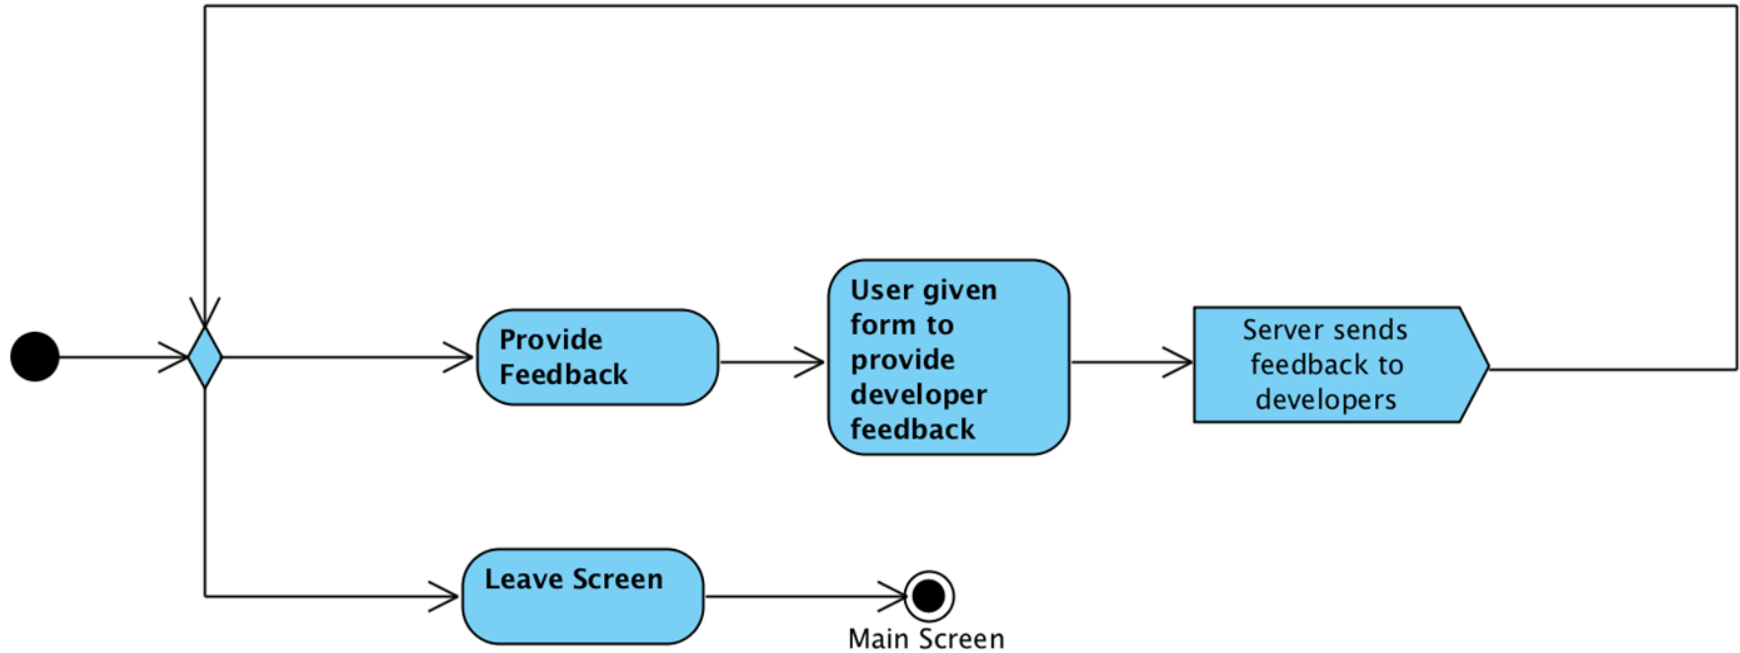 Provide
Feedback
User given
form to
provide
developer
feedback
Server sends
feedback to
developers
Leave Screen
Main Screen